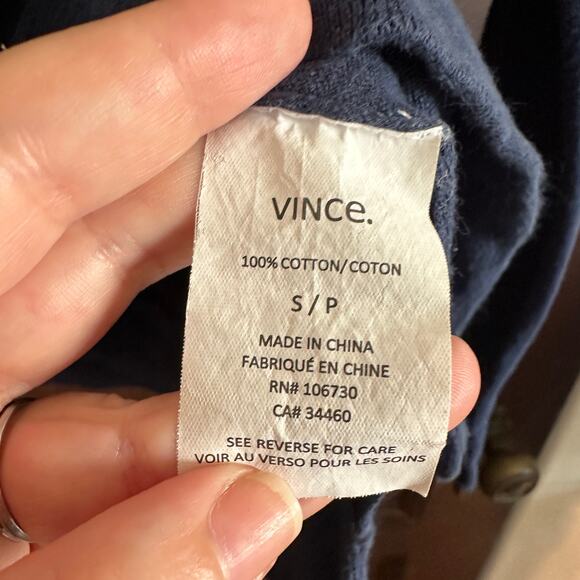 VINCe.
100% COTTON/COTON
S / P
MADE IN CHINA
FABRIQUÉ EN CHINE
RN# 106730
CA# 34460
SEE REVERSE FOR CARE
VOIR AU VERSO POUR LES SOINS